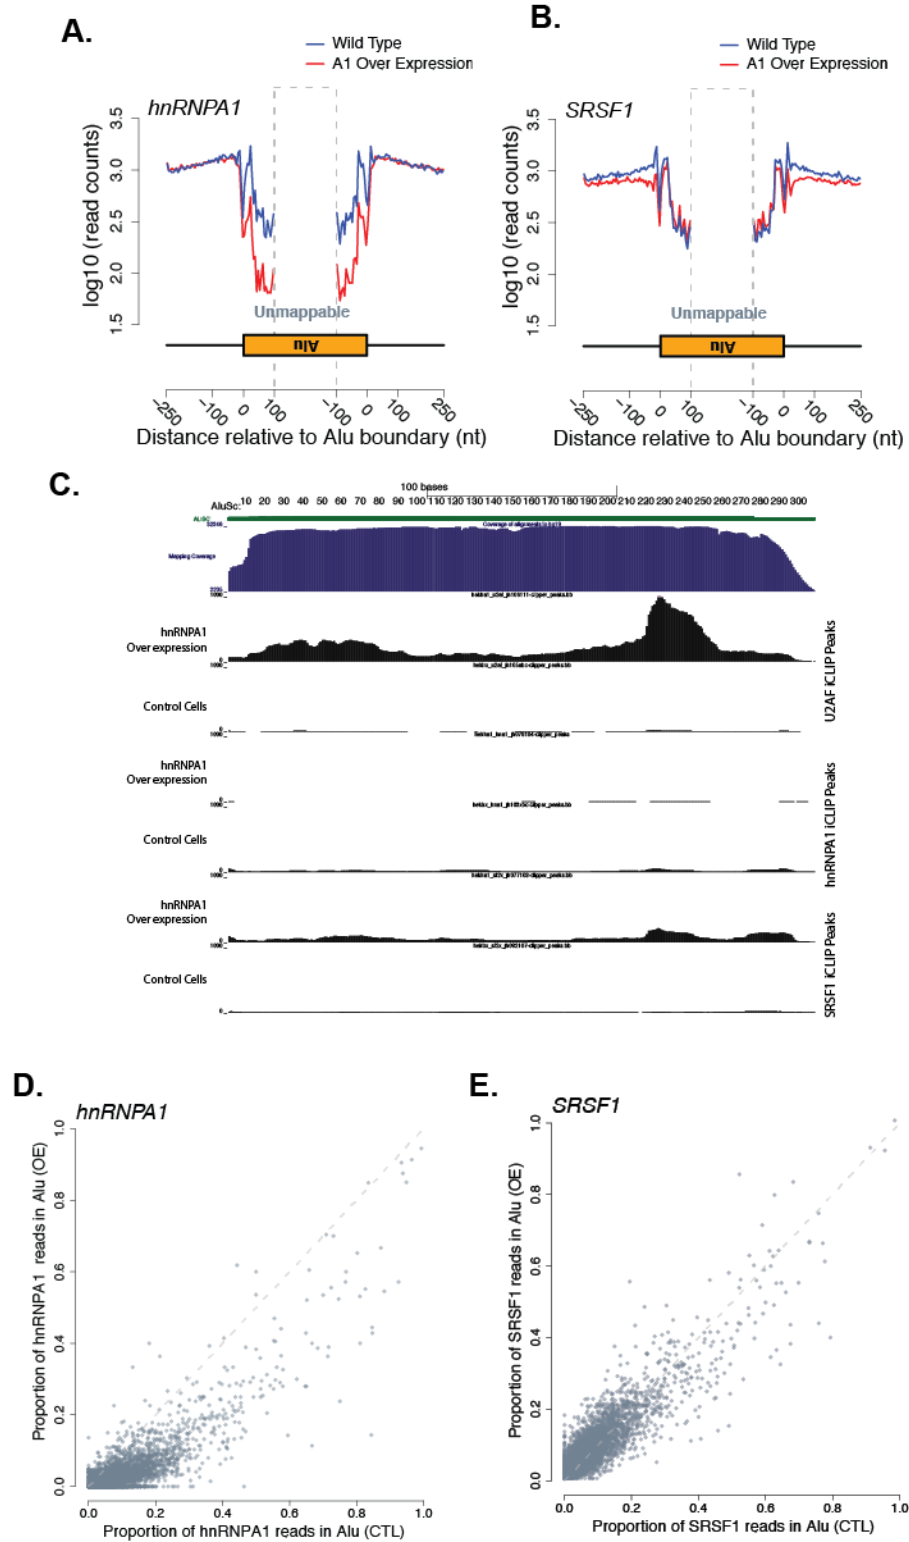 A.
Wild Type
A1 Over Expression
hnRNPA1
log10 (read counts)
3.5
3.0
2.5
2.0
1.5
Unmappable
Alu
−250
−100
0
100
−100
0
100
250
Distance relative to Alu boundary (nt)
B.
Wild Type
A1 Over Expression
SRSF1
log10 (read counts)
3.5
3.0
2.5
2.0
1.5
Unmappable
Alu
−250
−100
0
100
−100
0
100
250
Distance relative to Alu boundary (nt)
C.
100 bases
AluSc:
10 20 30 40 50 60 70 80 90 100 110 120 130 140 150 160 170 180 190 200 210 220 230 240 250 260 270 280 290 300
Mapping Coverage
hnRNPA1
Over expression
Control Cells
U2AF iCLIP Peaks
hnRNPA1
Over expression
Control Cells
hnRNPA1 iCLIP Peaks
hnRNPA1
Over expression
Control Cells
SRSF1 iCLIP Peaks
D.
hnRNPA1
Proportion of hnRNPA1 reads in Alu (OE)
1.0
0.8
0.6
0.4
0.2
0.0
0.0 0.2 0.4 0.6 0.8 1.0
Proportion of hnRNPA1 reads in Alu (CTL)
E.
SRSF1
Proportion of SRSF1 reads in Alu (OE)
1.0
0.8
0.6
0.4
0.2
0.0
0.0 0.2 0.4 0.6 0.8 1.0
Proportion of SRSF1 reads in Alu (CTL)